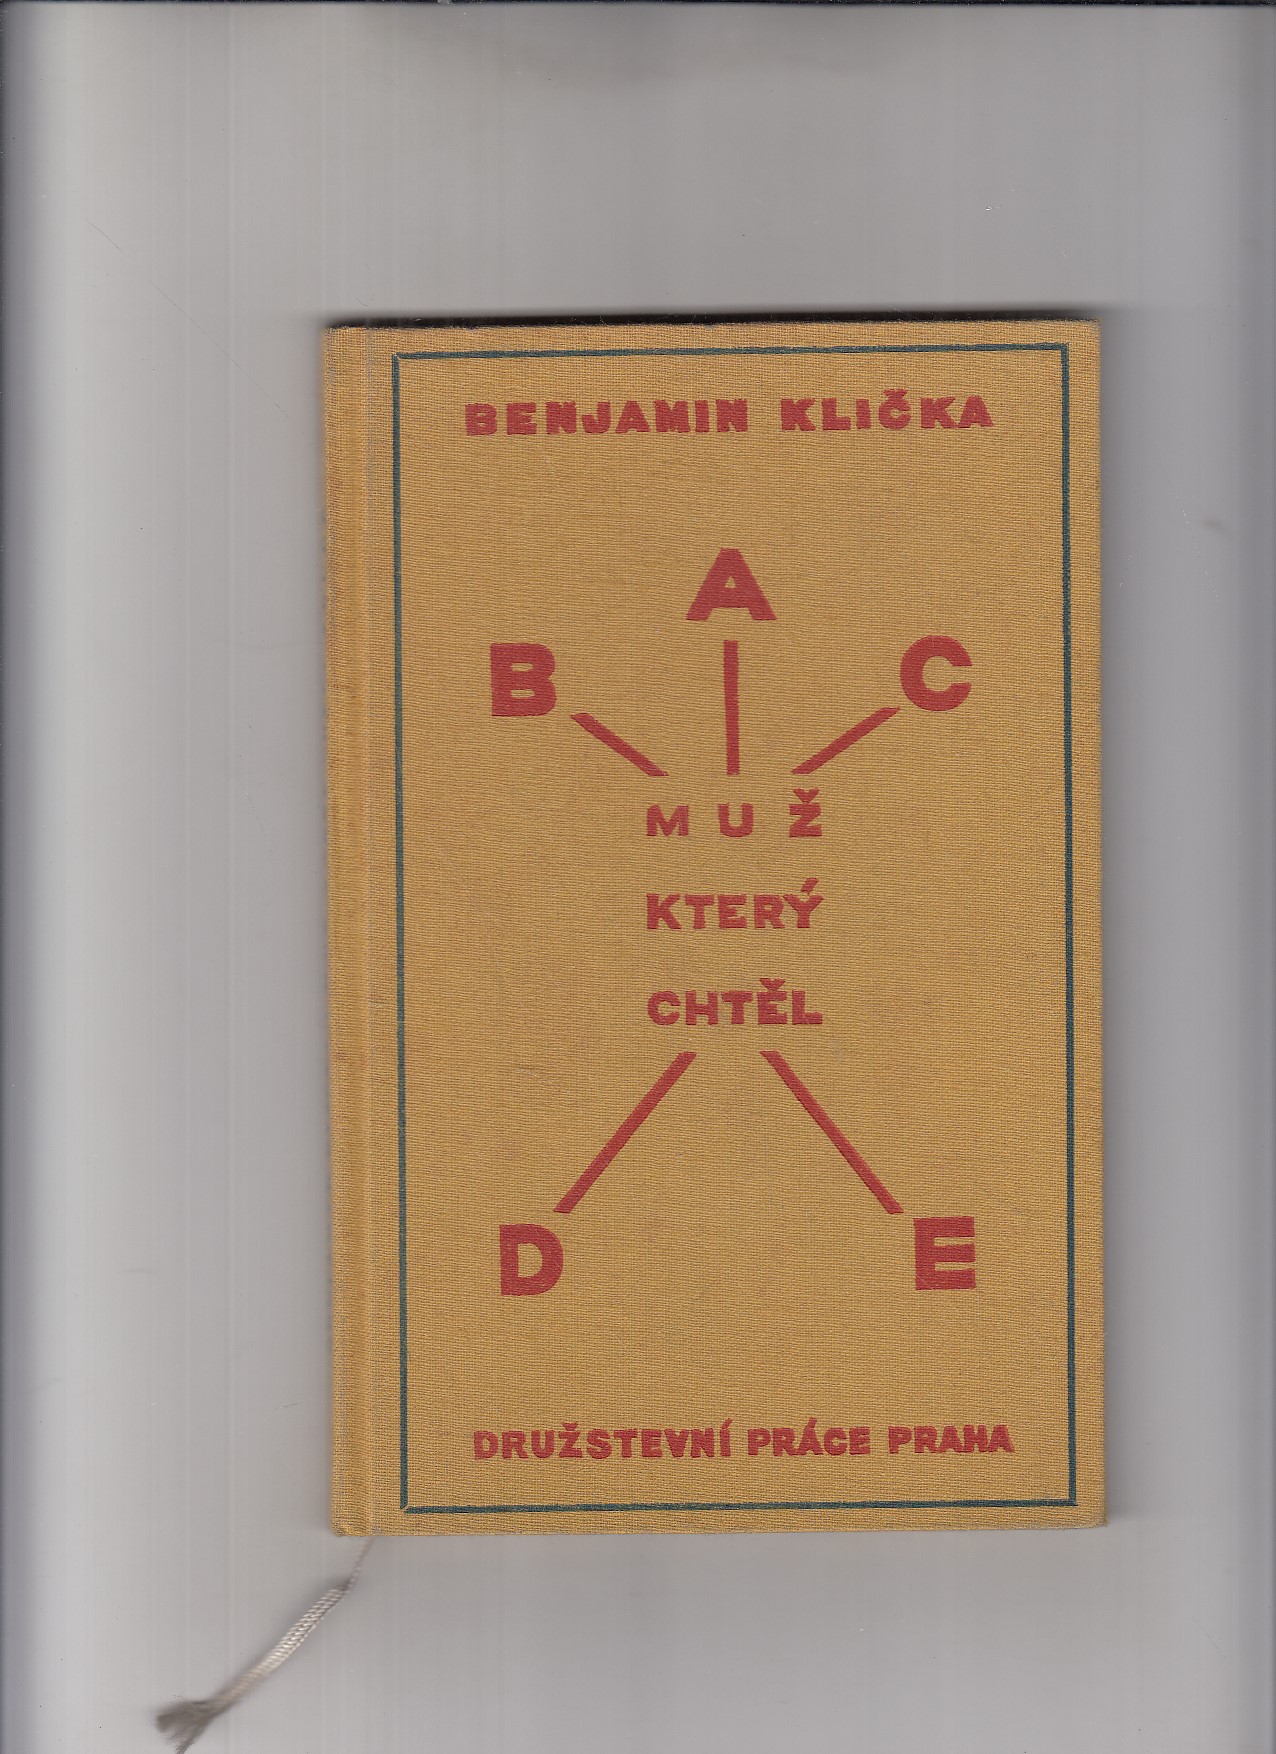 BENJAMIN KLIČKA
A
B C
MUŽ
KTERÝ
CHTĚL
D E
DRUŽSTEVNÍ PRÁCE PRAHA